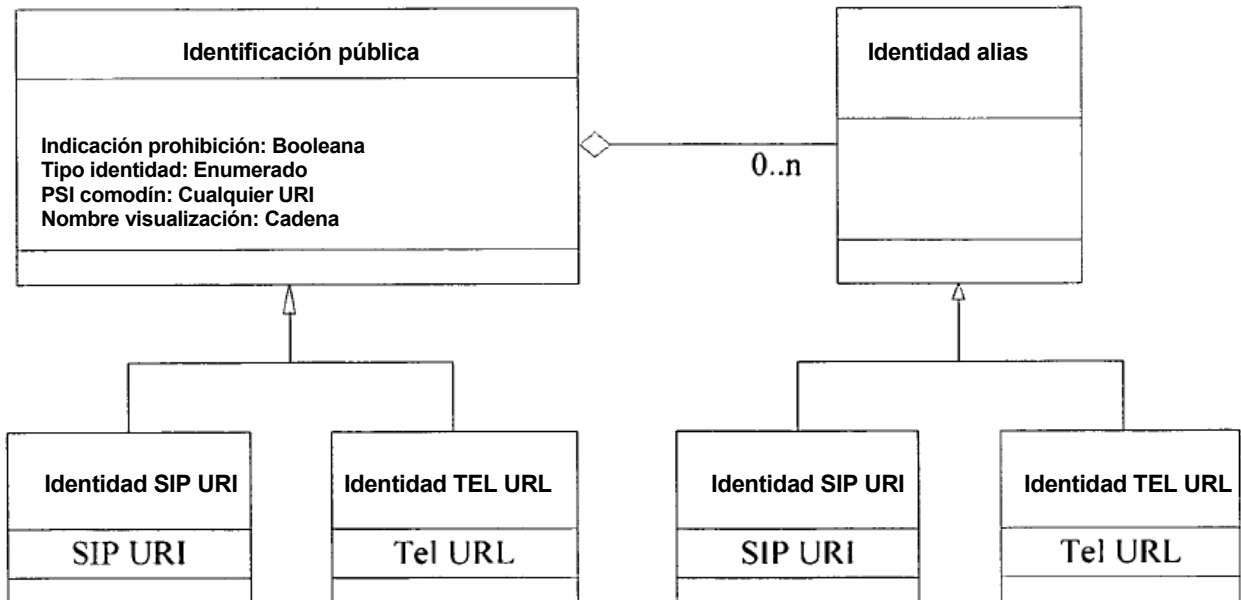 Identificación pública
Identidad alias
Indicación prohibición: Booleana
Tipo identidad: Enumerado
PSI comodín: Cualquier URI
Nombre visualización: Cadena
0..n
Identidad SIP URI
Identidad TEL URL
Identidad SIP URI
Identidad TEL URL
SIP URI
Tel URL
SIP URI
Tel URL